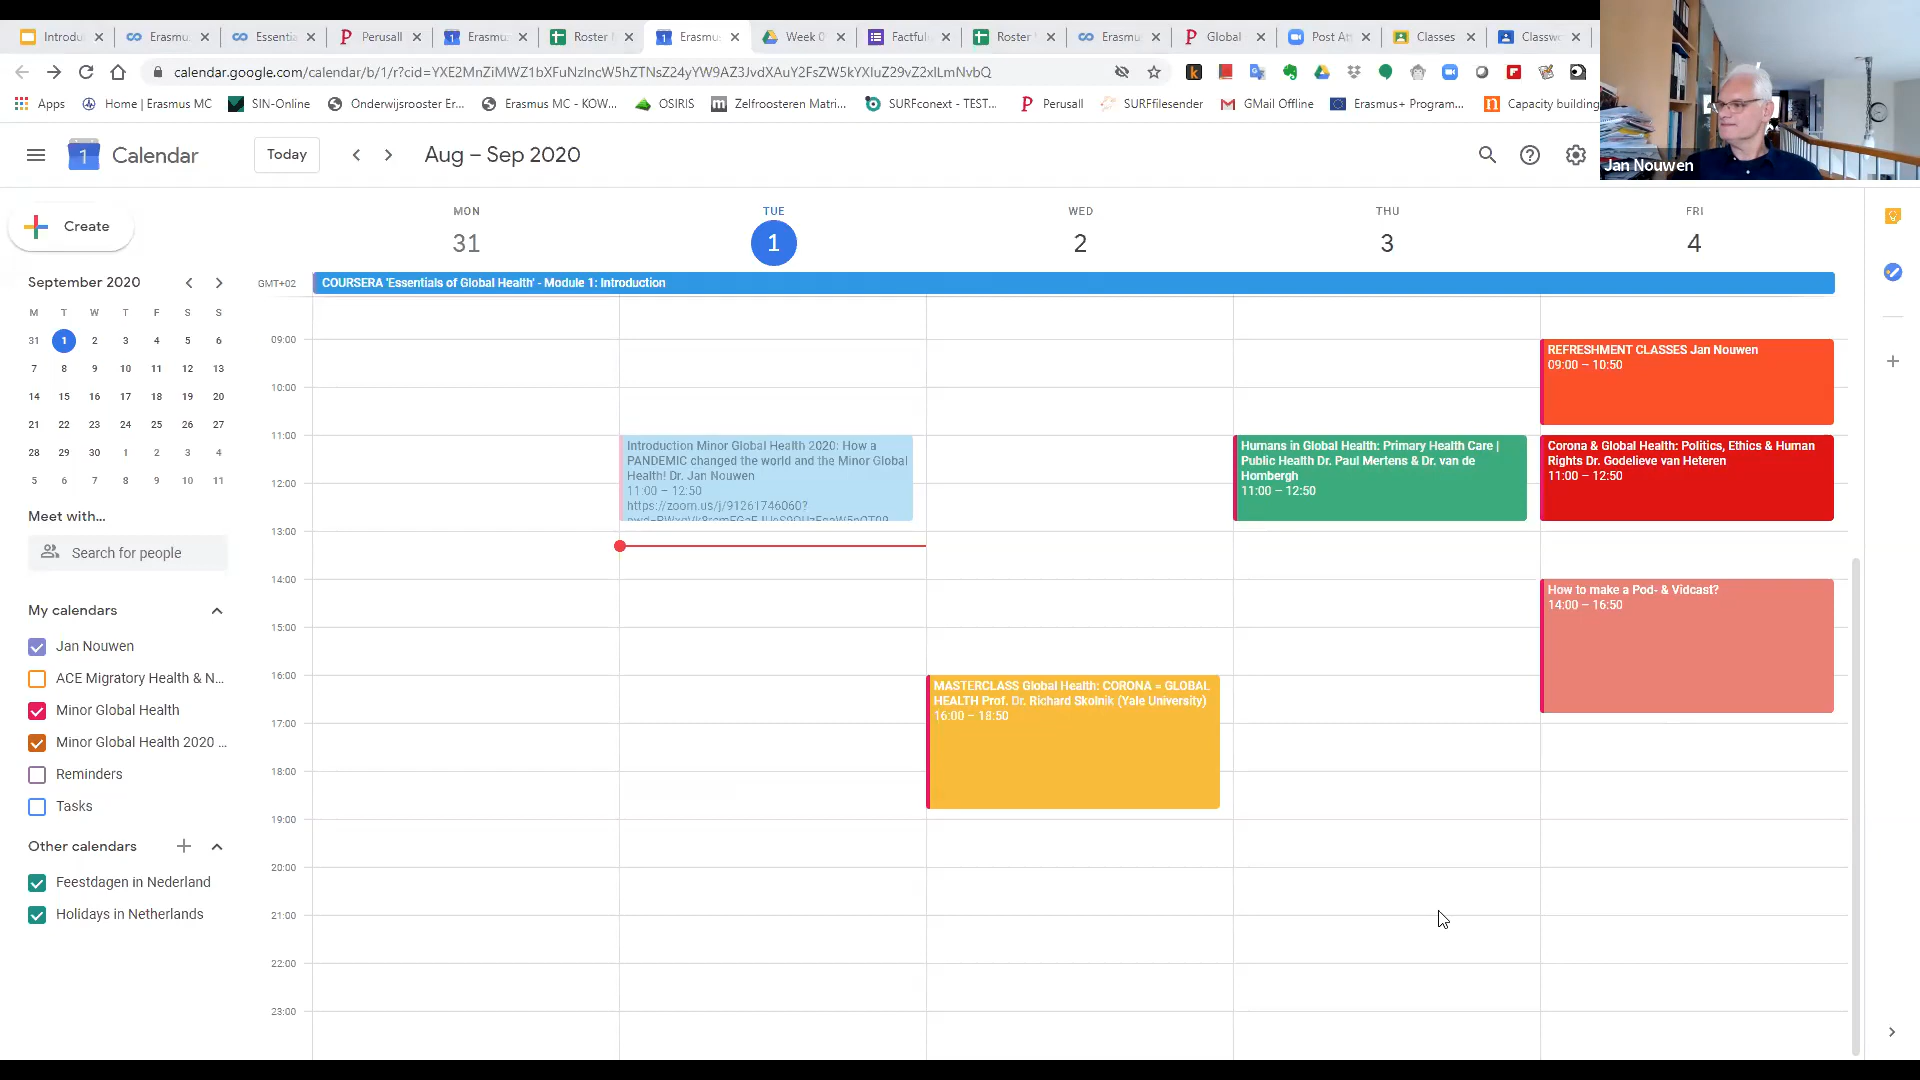 Introdu
Erasmu
Essentia
Perusall
Erasmu
Roster
Erasmu
Week 0
Factful
Roster
Erasmu
Global
Post At
Classes
Classw
calendar.google.com/calendar/b/1/r?cid=
Apps
Home | Erasmus MC
SIN-Online
Onderwijsrooster Er...
Erasmus MC - KOW...
OSIRIS
Zelfroosteren Matri...
SURFconext - TEST...
Perusall
SURFfilesender
GMail Offline
Erasmus+ Program...
Capacity building
Jan Nouwen
1
Calendar
Today
Aug – Sep 2020
Create
MON
31
TUE
1
WED
2
THU
3
FRI
4
September 2020
M T W T F S S
31 1 2 3 4 5 6
7 8 9 10 11 12 13
14 15 16 17 18 19 20
21 22 23 24 25 26 27
28 29 30 1 2 3 4
5 6 7 8 9 10 11
Meet with...
Search for people
My calendars
Jan Nouwen
ACE Migratory Health & N...
Minor Global Health
Minor Global Health 2020 ...
Reminders
Tasks
Other calendars
Feestdagen in Nederland
Holidays in Netherlands
GMT+02
COURSERA 'Essentials of Global Health' - Module 1: Introduction
09:00
10:00
11:00
12:00
13:00
14:00
15:00
16:00
17:00
18:00
19:00
20:00
21:00
22:00
23:00
Introduction Minor Global Health 2020: How a
PANDEMIC changed the world and the Minor Global
Health! Dr. Jan Nouwen
11:00 – 12:50
https://zoom.us/j/91261746060?
MASTERCLASS Global Health: CORONA = GLOBAL
HEALTH Prof. Dr. Richard Skolnik (Yale University)
16:00 – 18:50
Humans in Global Health: Primary Health Care |
Public Health Dr. Paul Mertens & Dr. van de
Hombergh
11:00 – 12:50
REFRESHMENT CLASSES Jan Nouwen
09:00 – 10:50
Corona & Global Health: Politics, Ethics & Human
Rights Dr. Godelieve van Heteren
11:00 – 12:50
How to make a Pod- & Vidcast?
14:00 – 16:50